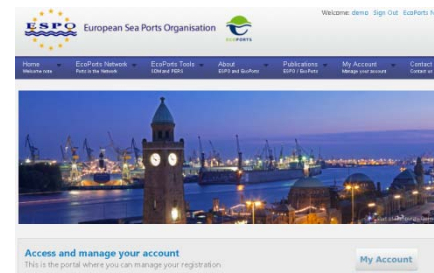 Welcome: demo Sign Out EcoPorts N
ESPO European Sea Ports Organisation
ECOPORTS
Home EcoPorts Network EcoPorts Tools About Publications My Account Contact
Welcome note Ports in the Network SDM and PERS ESPO and EcoPorts ESPO / EcoPorts Manage your account Contact us
Access and manage your account
This is the portal where you can manage your registration
My Account